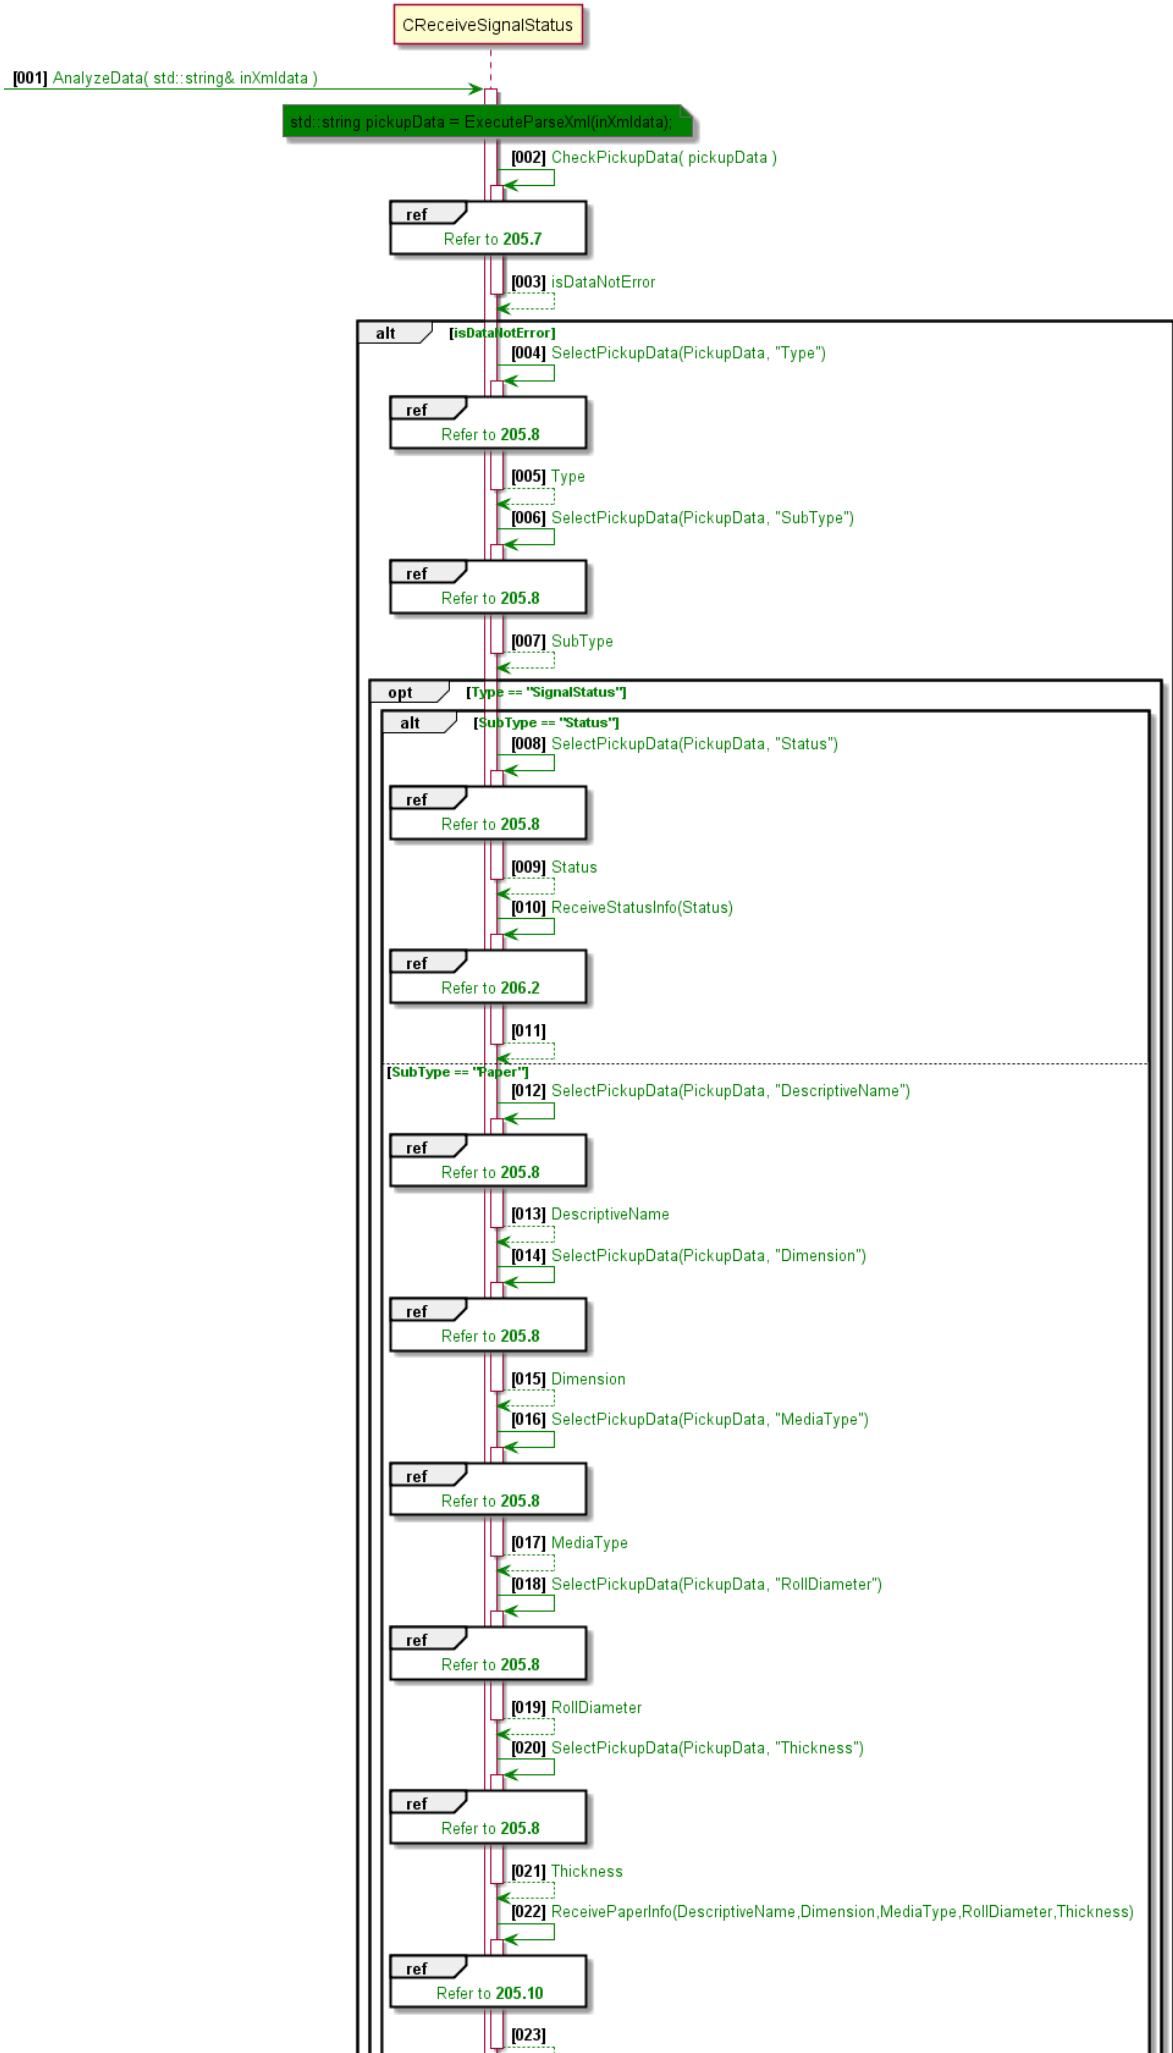 CReceiveSignalStatus
[001] AnalyzeData( std::string& inXmldata )
std::string pickupData = ExecuteParseXml(inXmldata);
[002] CheckPickupData( pickupData )
ref
Refer to 205.7
[003] isDataNotError
alt [isDataNotError]
[004] SelectPickupData(PickupData, "Type")
ref
Refer to 205.8
[005] Type
[006] SelectPickupData(PickupData, "SubType")
ref
Refer to 205.8
[007] SubType
opt [Type == "SignalStatus"]
alt [SubType == "Status"]
[008] SelectPickupData(PickupData, "Status")
ref
Refer to 205.8
[009] Status
[010] ReceiveStatusInfo(Status)
ref
Refer to 206.2
[011]
[SubType == "Paper"]
[012] SelectPickupData(PickupData, "DescriptiveName")
ref
Refer to 205.8
[013] DescriptiveName
[014] SelectPickupData(PickupData, "Dimension")
ref
Refer to 205.8
[015] Dimension
[016] SelectPickupData(PickupData, "MediaType")
ref
Refer to 205.8
[017] MediaType
[018] SelectPickupData(PickupData, "RollDiameter")
ref
Refer to 205.8
[019] RollDiameter
[020] SelectPickupData(PickupData, "Thickness")
ref
Refer to 205.8
[021] Thickness
[022] ReceivePaperInfo(DescriptiveName,Dimension,MediaType,RollDiameter,Thickness)
ref
Refer to 205.10
[023]